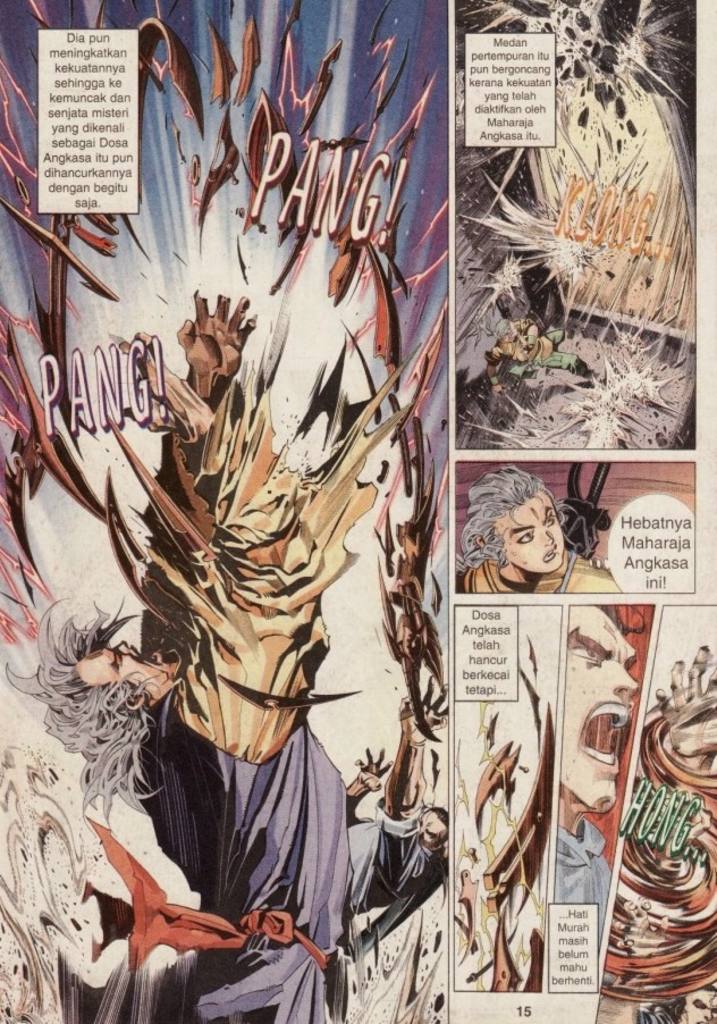 Dia pun
meningkatkan
kekuatannya
sehingga ke
kemuncak dan
senjata misteri
yang dikenali
sebagai Dosa
Angkasa itu pun
dihancurkannya
dengan begitu
saja.
PANG!
PANG!
Medan
pertempuran itu
pun bergoncang
kerana kekuatan
yang telah
diaktifkan oleh
Maharaja
Angkasa itu.
KLONG...
Hebatnya
Maharaja
Angkasa
ini!
Dosa
Angkasa
telah
hancur
berkecai
tetapi...
HONG...
...Hati
Murah
masih
belum
mahu
berhenti.
15